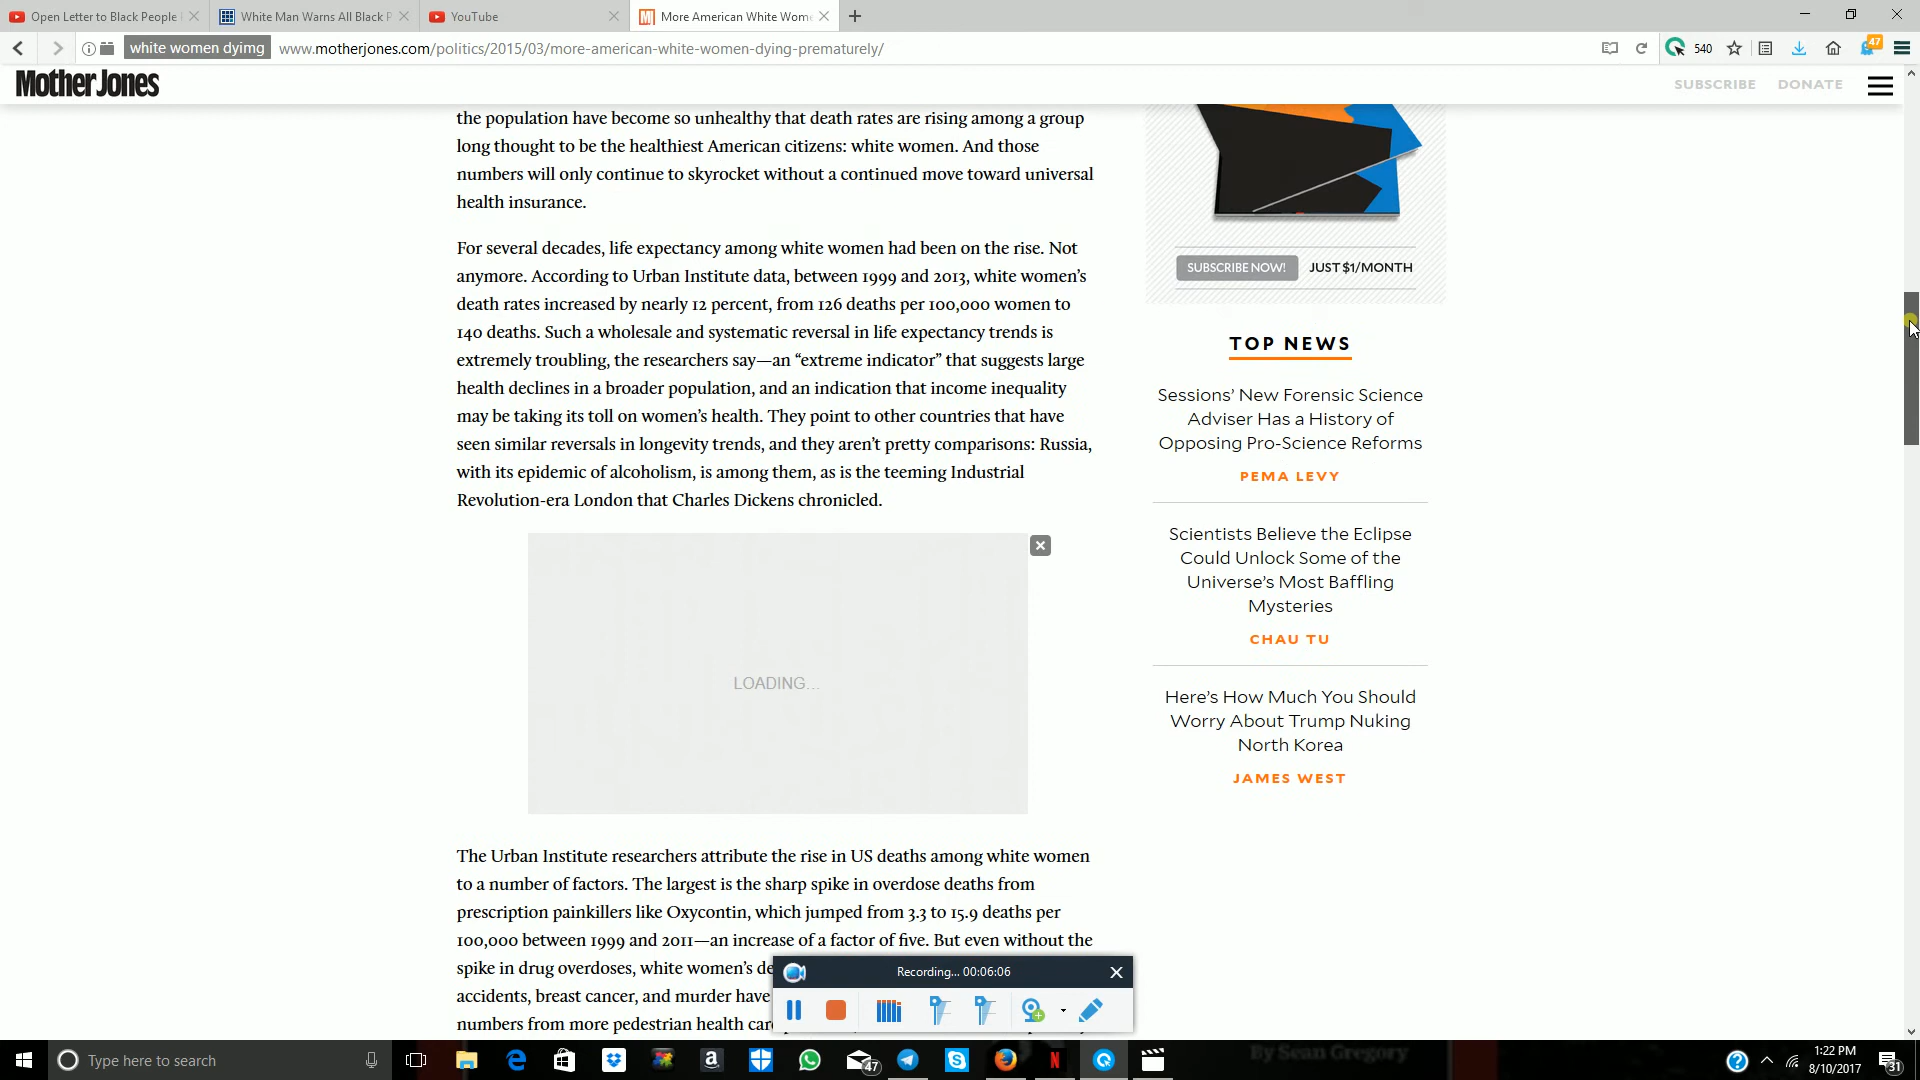 Open Letter to Black People
White Man Warns All Black P
YouTube
More American White Wom
white women dyimg
www.motherjones.com/politics/2015/03/more-american-white-women-dying-prematurely/
540
47
Mother Jones
SUBSCRIBE
DONATE
the population have become so unhealthy that death rates are rising among a group
long thought to be the healthiest American citizens: white women. And those
numbers will only continue to skyrocket without a continued move toward universal
health insurance.
For several decades, life expectancy among white women had been on the rise. Not
anymore. According to Urban Institute data, between 1999 and 2013, white women's
death rates increased by nearly 12 percent, from 126 deaths per 100,000 women to
140 deaths. Such a wholesale and systematic reversal in life expectancy trends is
extremely troubling, the researchers say—an “extreme indicator” that suggests large
health declines in a broader population, and an indication that income inequality
may be taking its toll on women's health. They point to other countries that have
seen similar reversals in longevity trends, and they aren't pretty comparisons: Russia,
with its epidemic of alcoholism, is among them, as is the teeming Industrial
Revolution-era London that Charles Dickens chronicled.
LOADING...
The Urban Institute researchers attribute the rise in US deaths among white women
to a number of factors. The largest is the sharp spike in overdose deaths from
prescription painkillers like Oxycontin, which jumped from 3.3 to 15.9 deaths per
100,000 between 1999 and 2011—an increase of a factor of five. But even without the
spike in drug overdoses, white women's de
accidents, breast cancer, and murder have
numbers from more pedestrian health car
SUBSCRIBE NOW!
JUST $1/MONTH
TOP NEWS
Sessions' New Forensic Science
Adviser Has a History of
Opposing Pro-Science Reforms
PEMA LEVY
Scientists Believe the Eclipse
Could Unlock Some of the
Universe's Most Baffling
Mysteries
CHAU TU
Here's How Much You Should
Worry About Trump Nuking
North Korea
JAMES WEST
Recording... 00:06:06
Type here to search
47
By Sean Gregory
1:22 PM
8/10/2017
31